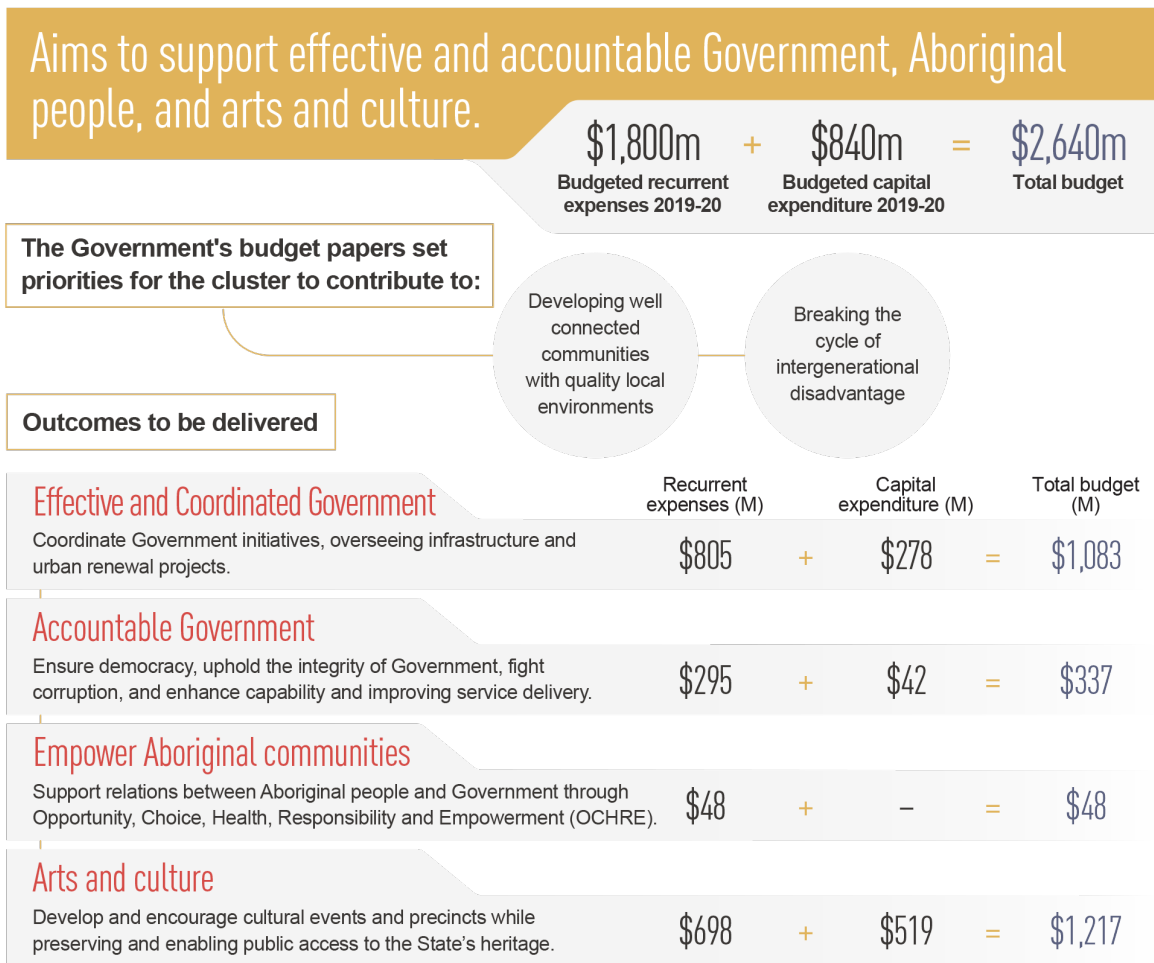 Aims to support effective and accountable Government, Aboriginal
people, and arts and culture.
$1,800m + $840m = $2,640m
Budgeted recurrent Budgeted capital Total budget
expenses 2019-20 expenditure 2019-20
The Government's budget papers set
priorities for the cluster to contribute to:
Developing well
connected
communities
with quality local
environments
Breaking the
cycle of
intergenerational
disadvantage
Outcomes to be delivered
Recurrent Capital Total budget
expenses (M) expenditure (M) (M)
Effective and Coordinated Government
Coordinate Government initiatives, overseeing infrastructure and
urban renewal projects.
$805 + $278 = $1,083
Accountable Government
Ensure democracy, uphold the integrity of Government, fight
corruption, and enhance capability and improving service delivery.
$295 + $42 = $337
Empower Aboriginal communities
Support relations between Aboriginal people and Government through
Opportunity, Choice, Health, Responsibility and Empowerment (OCHRE).
$48 + – = $48
Arts and culture
Develop and encourage cultural events and precincts while
preserving and enabling public access to the State’s heritage.
$698 + $519 = $1,217